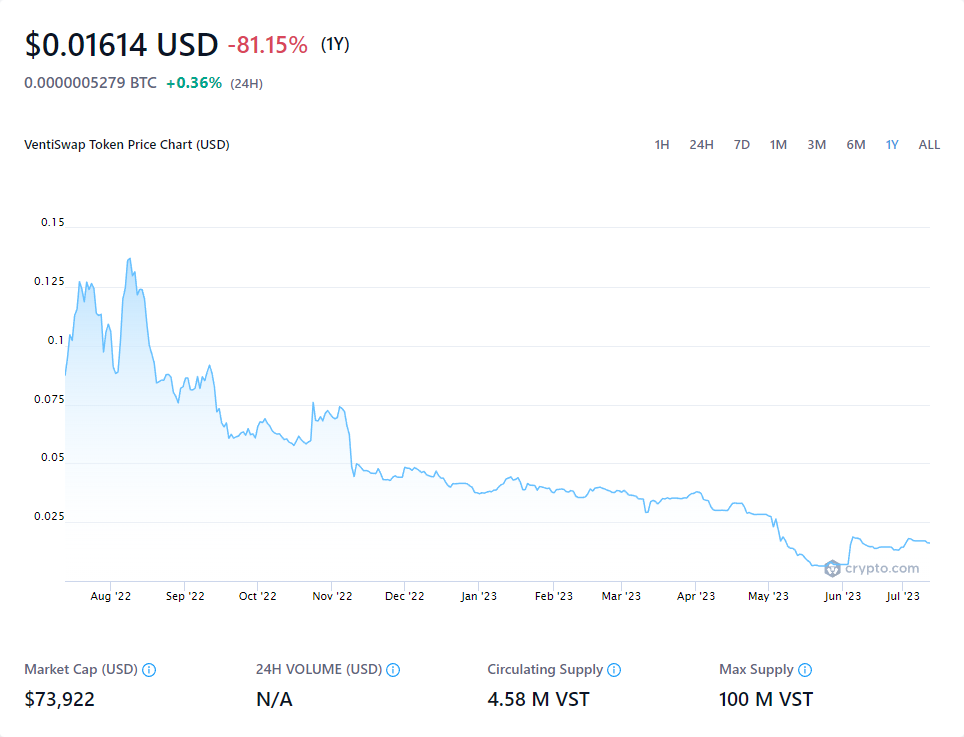 $0.01614 USD -81.15% (1Y)
0.0000005279 BTC +0.36% (24H)
VentiSwap Token Price Chart (USD) 1H 24H 7D 1M 3M 6M 1Y ALL
0.15
0.125
0.1
0.075
0.05
0.025
crypto.com
Aug '22 Sep '22 Oct '22 Nov '22 Dec '22 Jan '23 Feb '23 Mar '23 Apr '23 May '23 Jun '23 Jul '23
Market Cap (USD) 24H VOLUME (USD) Circulating Supply Max Supply
$73,922 N/A 4.58 M VST 100 M VST